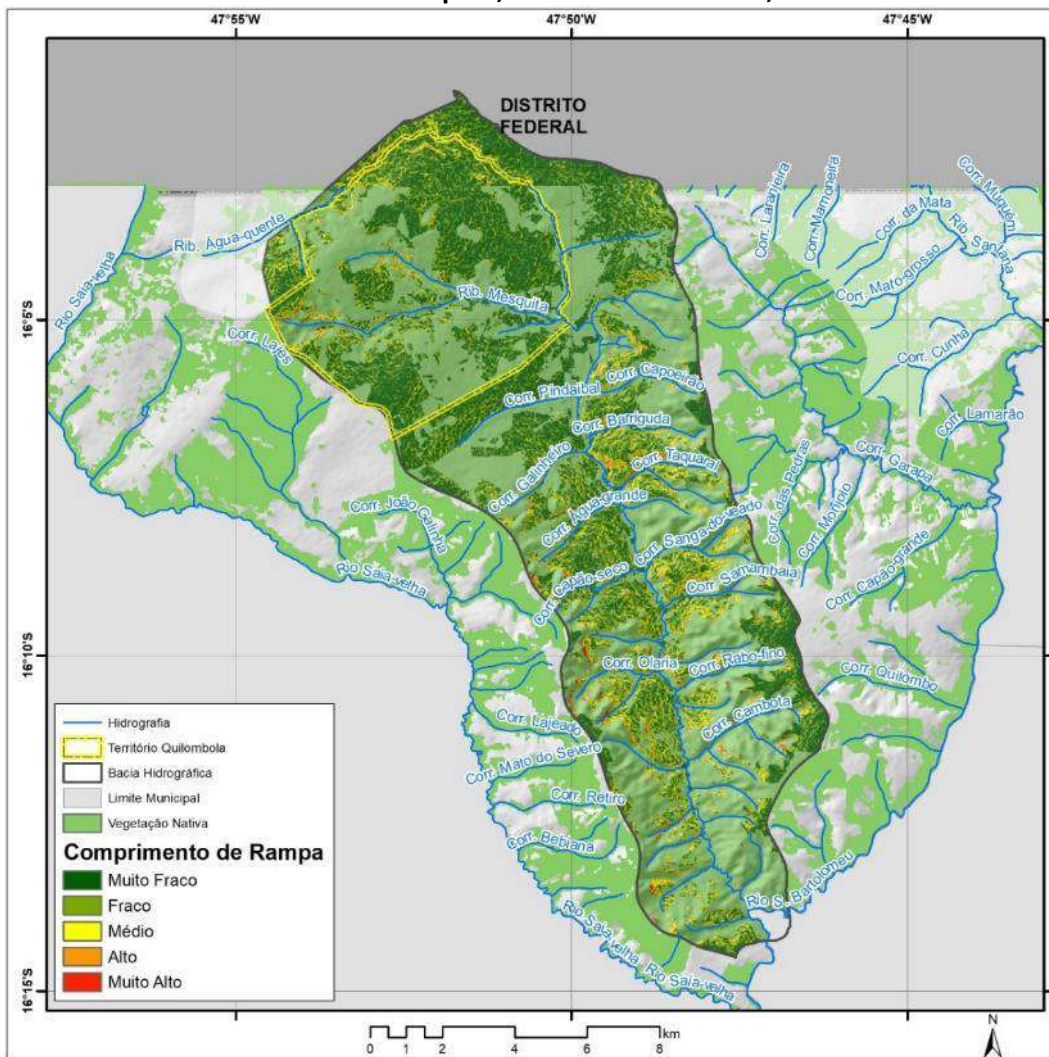 47°55'W
47°50'W
47°45'W
DISTRITO
FEDERAL
Corr. Laranjeira
Corr. Mamoneira
Corr. da Mata
Corr. Muquém
Rib. Santana
Rib. Água-quente
Corr. Mato-grosso
Rio Saia-velha
Rib. Mesquita
16°5'S
Corr. Lajes
Corr. Cunha
Corr. Pindaibal
Corr. Capoeirão
Corr. Barriguda
Corr. Lamarão
Corr. Taquaral
Corr. Galinheiro
Corr. Garapa
Corr. Água-grande
Corr. das Pedras
Corr. João Galinha
Corr. Sanga-do-veado
Corr. Monjolo
Rio Saia-velha
Corr. Capão-seco
Corr. Samambaia
Corr. Capão-grande
16°10'S
Corr. Olaria
Corr. Rabo-fino
Corr. Quilombo
Corr. Lajeado
Corr. Cambota
Corr. Mato do Severo
Corr. Retiro
Corr. Bebiana
Rio S. Bartolomeu
Rio Saia-velha
Rio Saia-velha
16°15'S
Hidrografia
Território Quilombola
Bacia Hidrográfica
Limite Municipal
Vegetação Nativa
Comprimento de Rampa
Muito Fraco
Fraco
Médio
Alto
Muito Alto
km
0 1 2 4 6 8
N